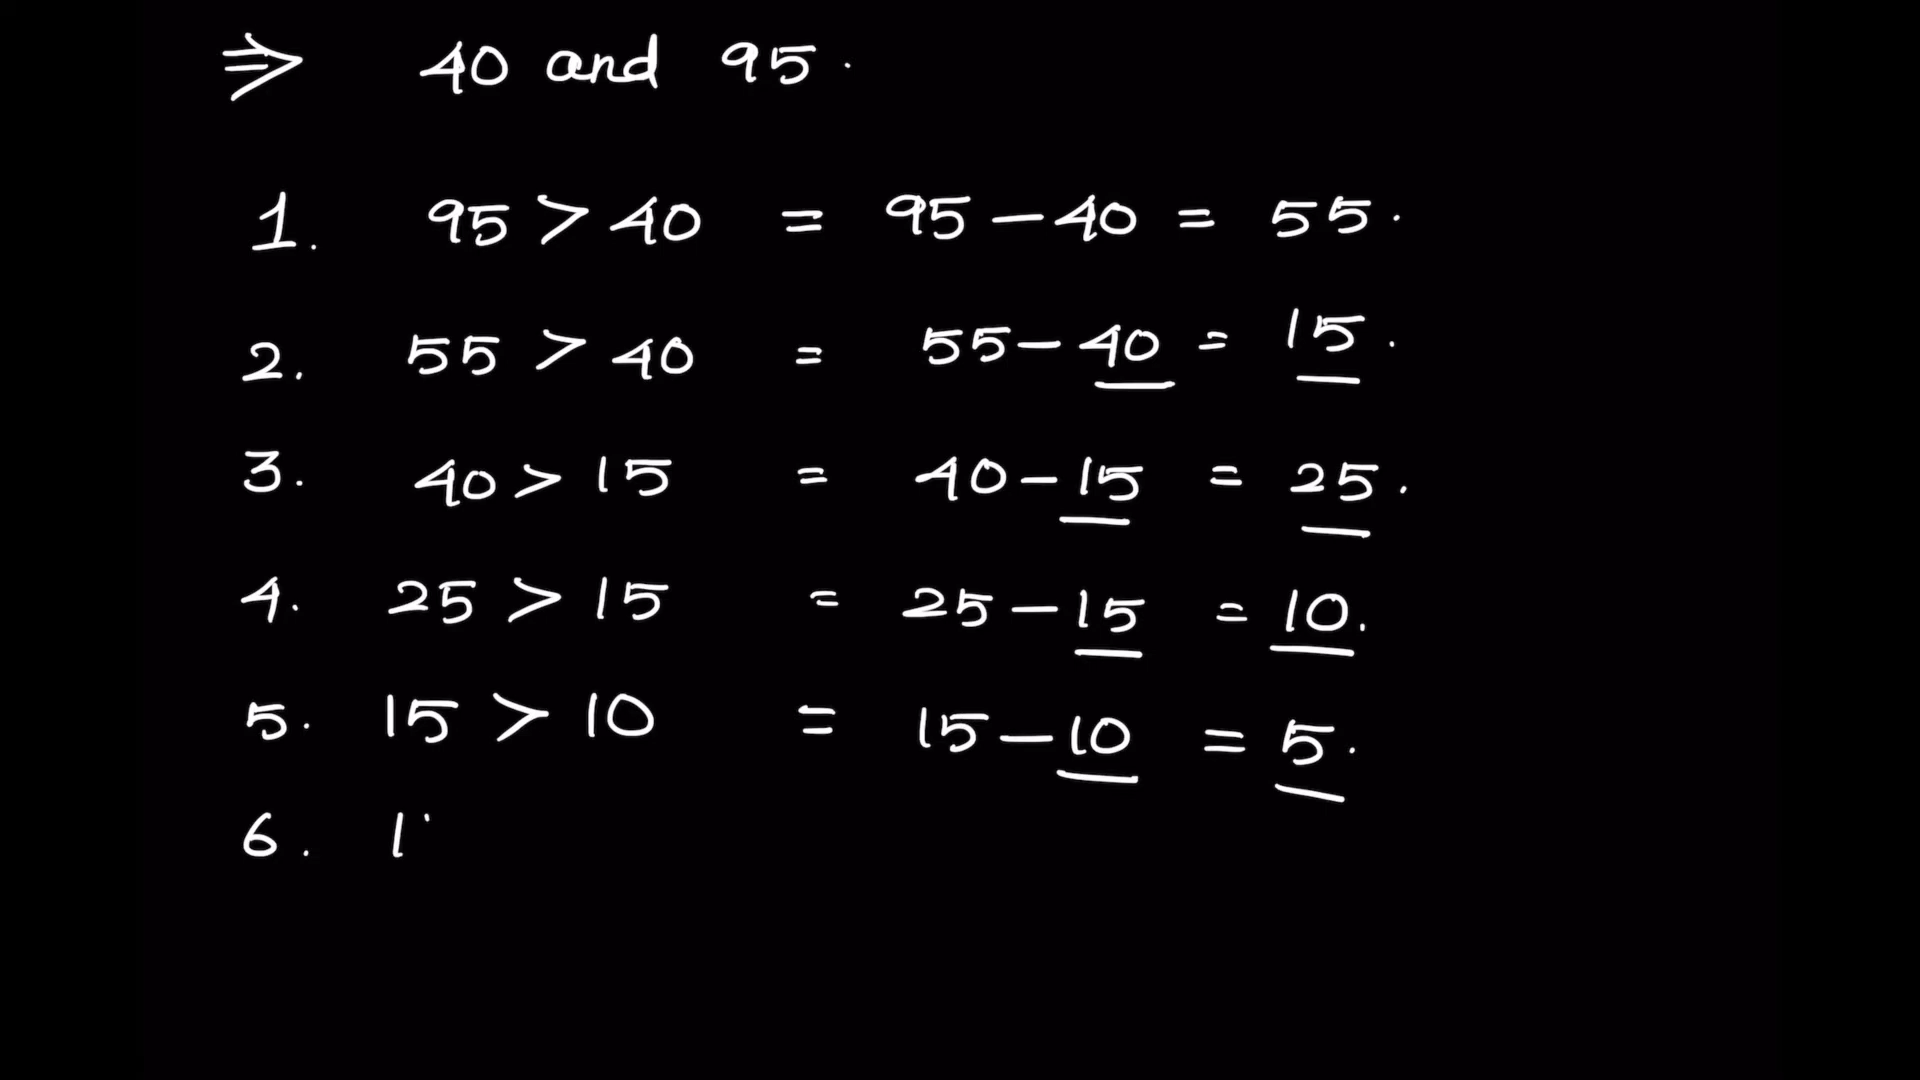 ⇒ 40 and 95.
1. 95 > 40 = 95 - 40 = 55.
2. 55 > 40 = 55 - 40 = 15.
3. 40 > 15 = 40 - 15 = 25.
4. 25 > 15 = 25 - 15 = 10.
5. 15 > 10 = 15 - 10 = 5.
6. 1